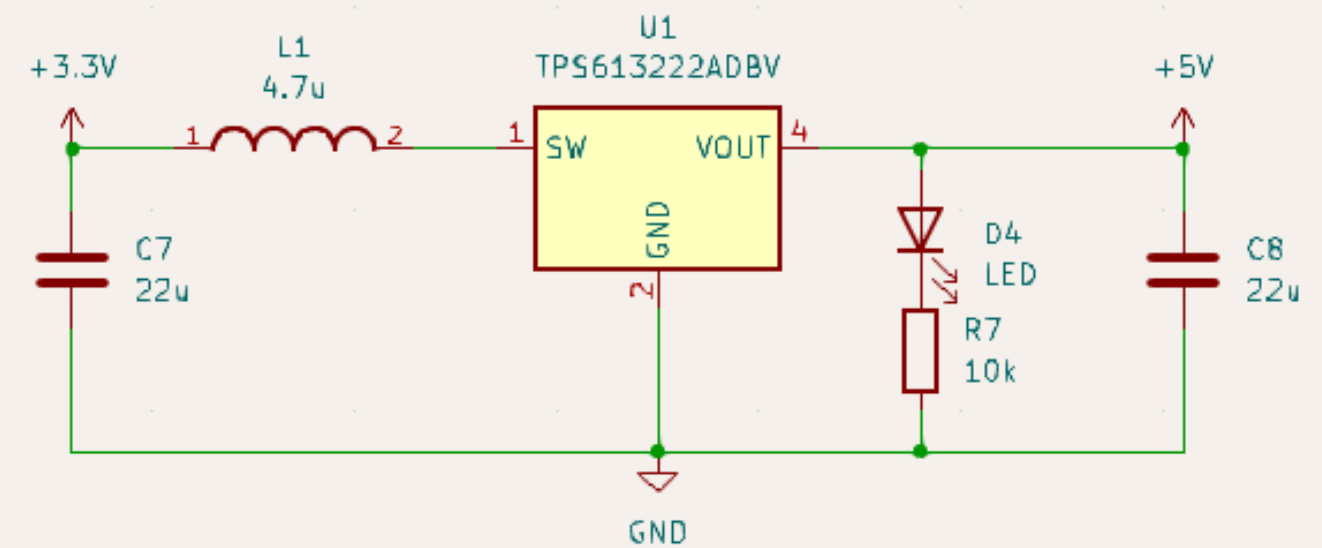 +3.3V
L1
4.7u
U1
TPS613222ADBV
+5V
1
2
1
SW
VOUT
4
GND
2
C7
22u
D4
LED
R7
10k
C8
22u
GND